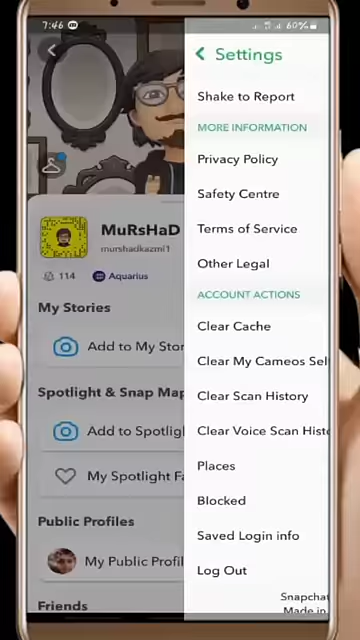 7:46
60%
Settings
Shake to Report
MORE INFORMATION
Privacy Policy
Safety Centre
Terms of Service
Other Legal
ACCOUNT ACTIONS
Clear Cache
Clear My Cameos Sel
Clear Scan History
Clear Voice Scan Histo
Places
Blocked
Saved Login info
Log Out
Snapchat
Made in
MuRsHaD
murshadkazmi1
114
Aquarius
My Stories
Add to My Stor
Spotlight & Snap Map
Add to Spotlig
My Spotlight Fa
Public Profiles
My Public Profil
Friends